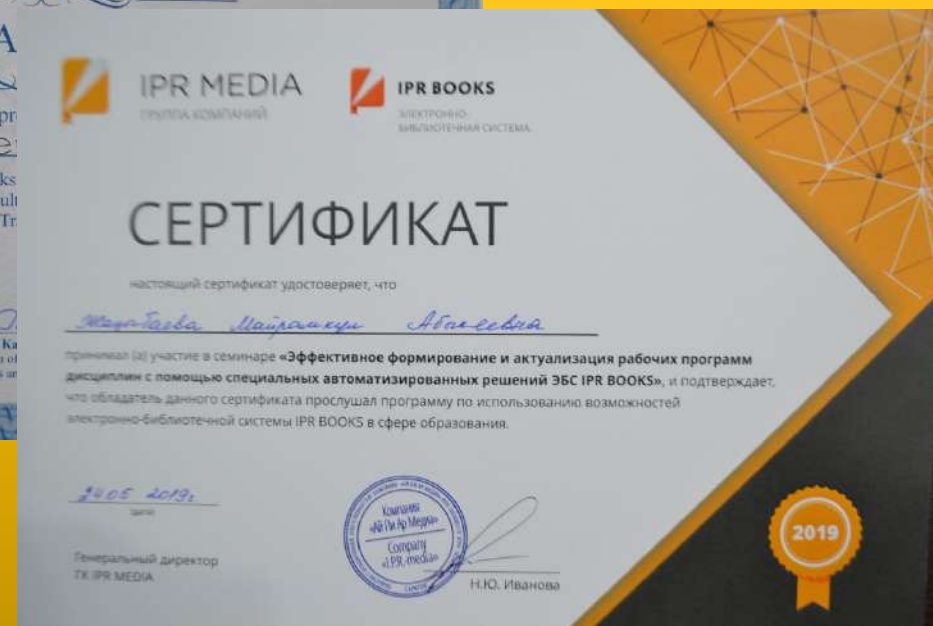 IPR MEDIA
ГРУППА КОМПАНИЙ
IPR BOOKS
ЭЛЕКТРОННО-
БИБЛИОТЕЧНАЯ СИСТЕМА
СЕРТИФИКАТ
настоящий сертификат удостоверяет, что
Майрамкул
принимал (а) участие в семинаре «Эффективное формирование и актуализация рабочих программ
дисциплин с помощью специальных автоматизированных решений ЭБС IPR BOOKS», и подтверждает,
что обладатель данного сертификата прослушал программу по использованию возможностей
электронно-библиотечной системы IPR BOOKS в сфере образования.
24 05 2019г
дата
Генеральный директор
ГК IPR MEDIA
Компания
«Ай Пи Ар Медиа»
Company
«I.P.R.-media»
Н.Ю. Иванова
2019